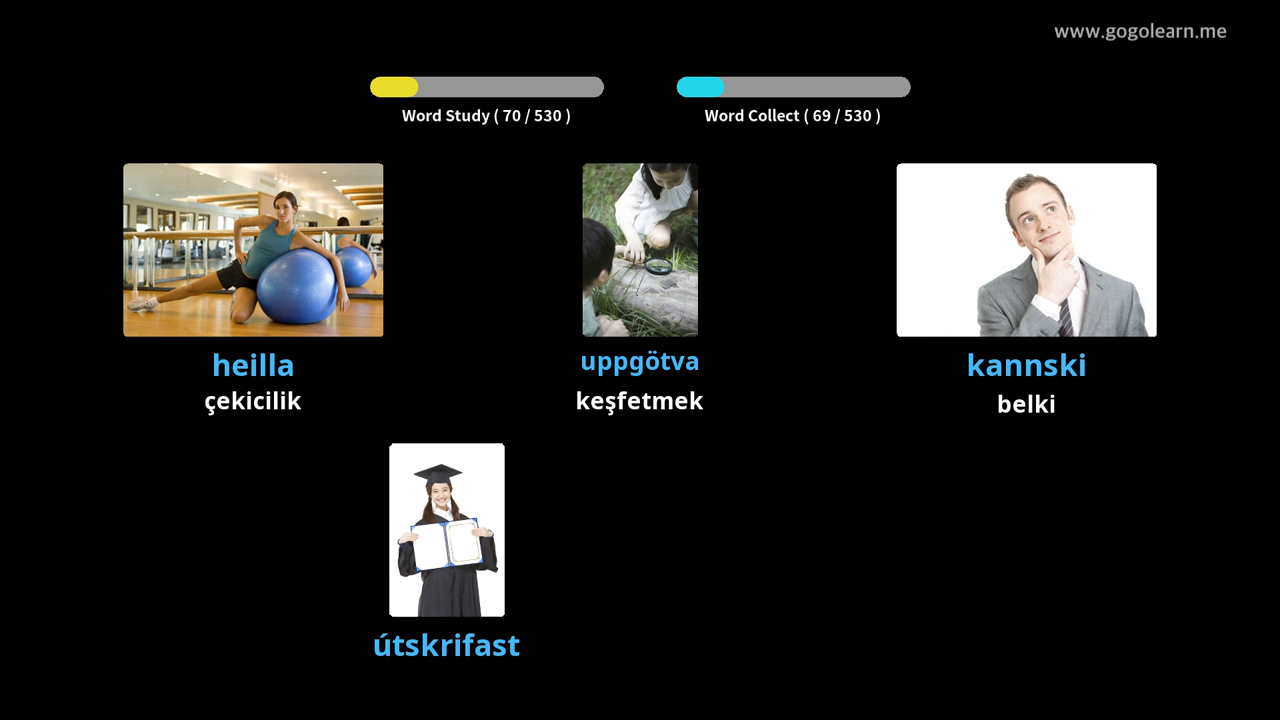 www.gogolearn.me
Word Study ( 70 / 530 )
Word Collect ( 69 / 530 )
heilla
çekicilik
uppgötva
keşfetmek
kannski
belki
útskrifast